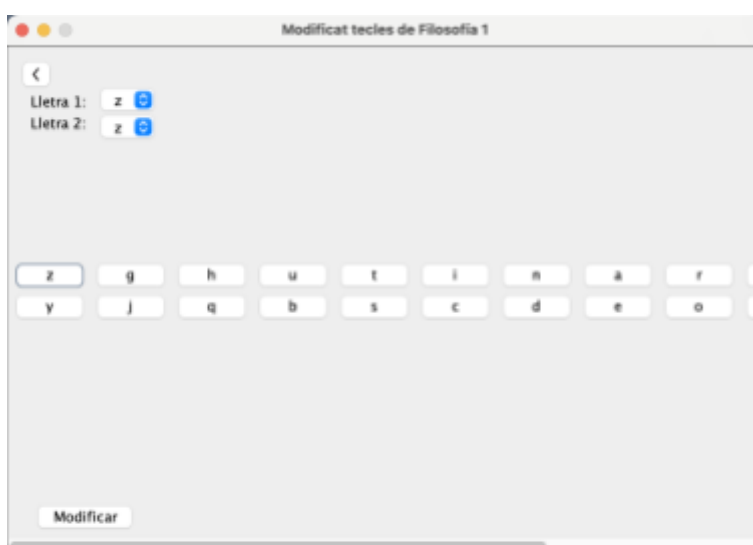 Modificat tecles de Filosofia 1
Lletra 1: z
Lletra 2: z
z g h u t i n a r
y j q b s c d e o
Modificar